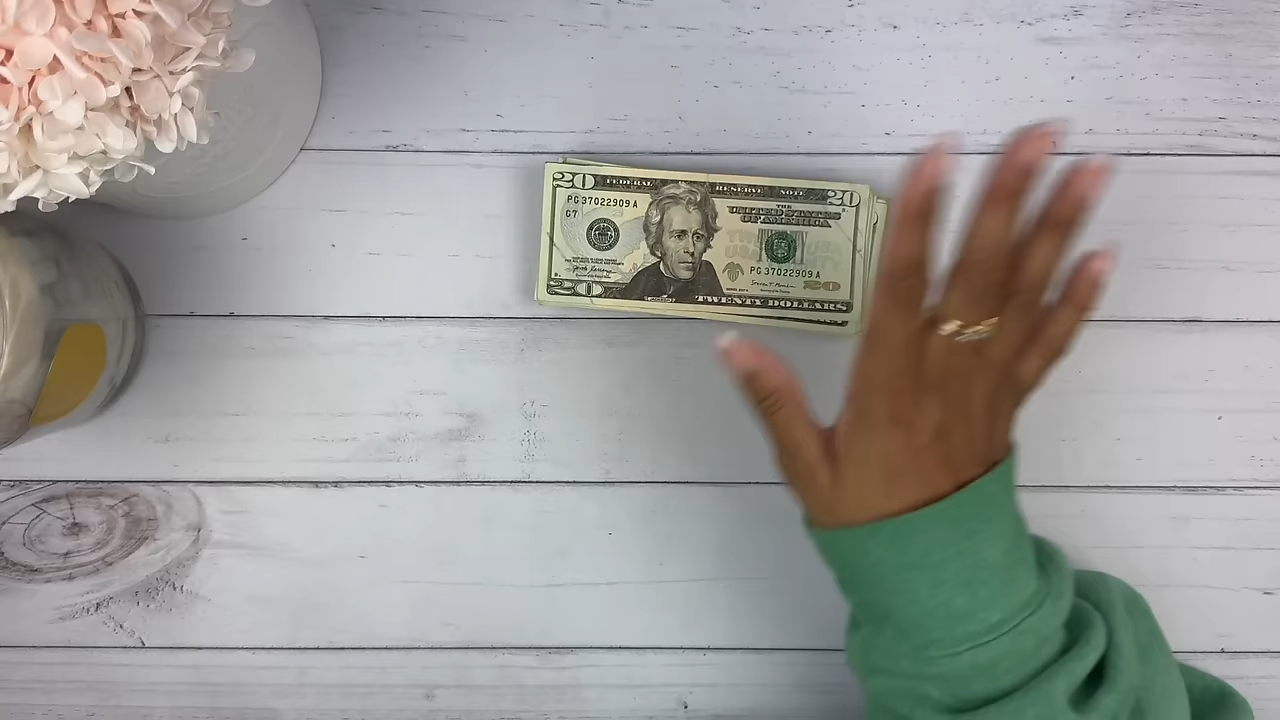 20 FEDERAL RESERVE NOTE 20
PG 37022909 A
THE
UNITED STATES
OF AMERICA
G7
PG 37022909 A
20
20 TWENTY DOLLARS